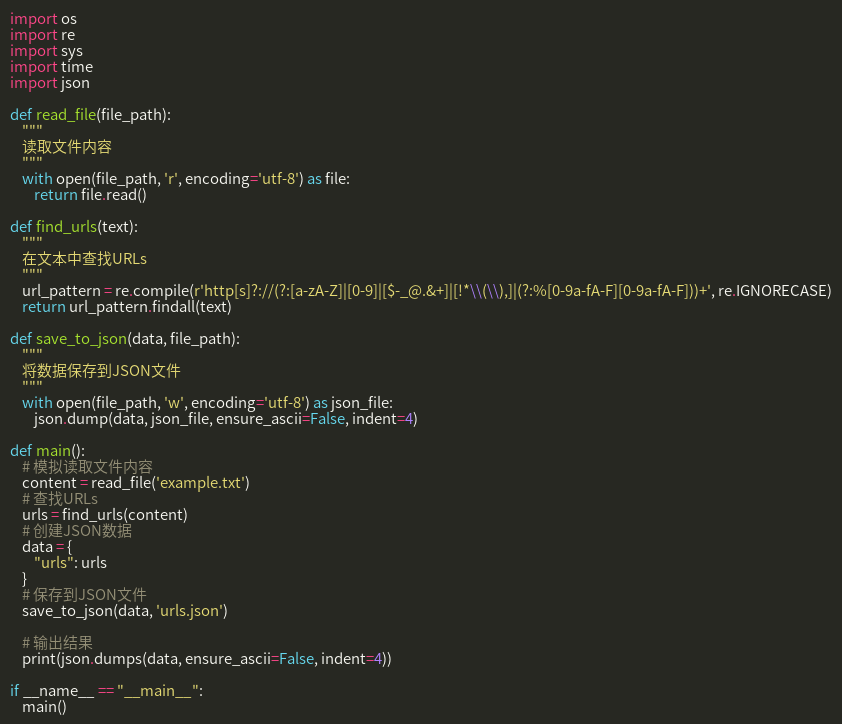 import os
import re
import sys
import time
import json

def read_file(file_path):
    """
    读取文件内容
    """
    with open(file_path, 'r', encoding='utf-8') as file:
        return file.read()

def find_urls(text):
    """
    在文本中查找URLs
    """
    url_pattern = re.compile(r'http[s]?://(?:[a-zA-Z]|[0-9]|[$-_@.&+]|[!*\\(\\),]|(?:%[0-9a-fA-F][0-9a-fA-F]))+', re.IGNORECASE)
    return url_pattern.findall(text)

def save_to_json(data, file_path):
    """
    将数据保存到JSON文件
    """
    with open(file_path, 'w', encoding='utf-8') as json_file:
        json.dump(data, json_file, ensure_ascii=False, indent=4)

def main():
    # 模拟读取文件内容
    content = read_file('example.txt')
    # 查找URLs
    urls = find_urls(content)
    # 创建JSON数据
    data = {
        "urls": urls
    }
    # 保存到JSON文件
    save_to_json(data, 'urls.json')

    # 输出结果
    print(json.dumps(data, ensure_ascii=False, indent=4))

if __name__ == "__main__":
    main()